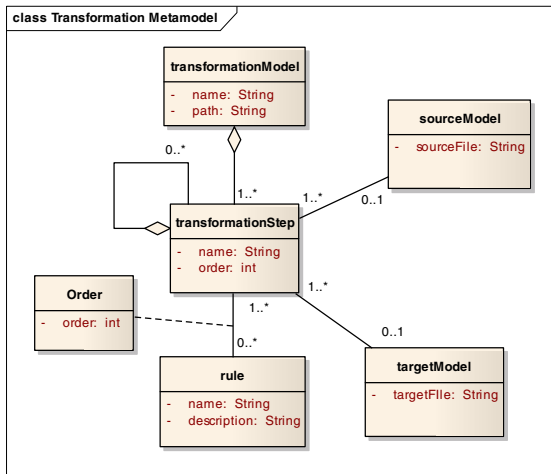 class Transformation Metamodel
transformationModel
- name: String
- path: String
sourceModel
- sourceFile: String
0..*
1..*
1..*
0..1
transformationStep
- name: String
- order: int
Order
- order: int
1..*
1..*
0..*
0..1
rule
- name: String
- description: String
targetModel
- targetFIle: String